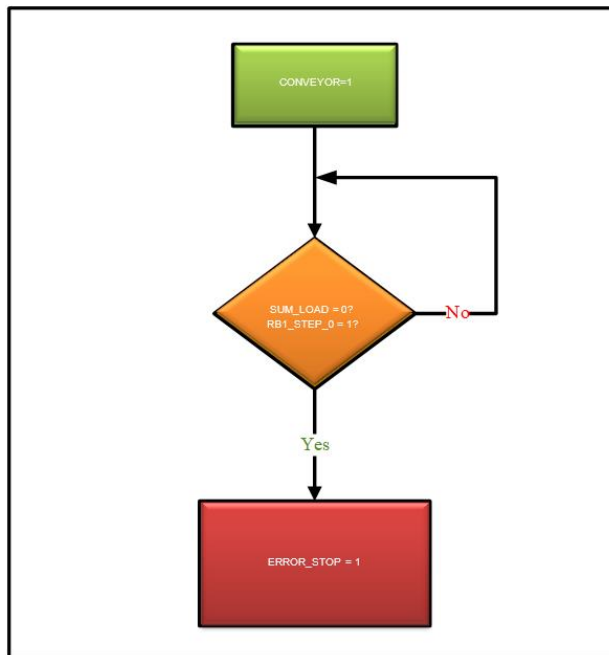 CONVEYOR=1
SUM_LOAD = 0?
RB1_STEP_0 = 1?
No
Yes
ERROR_STOP = 1